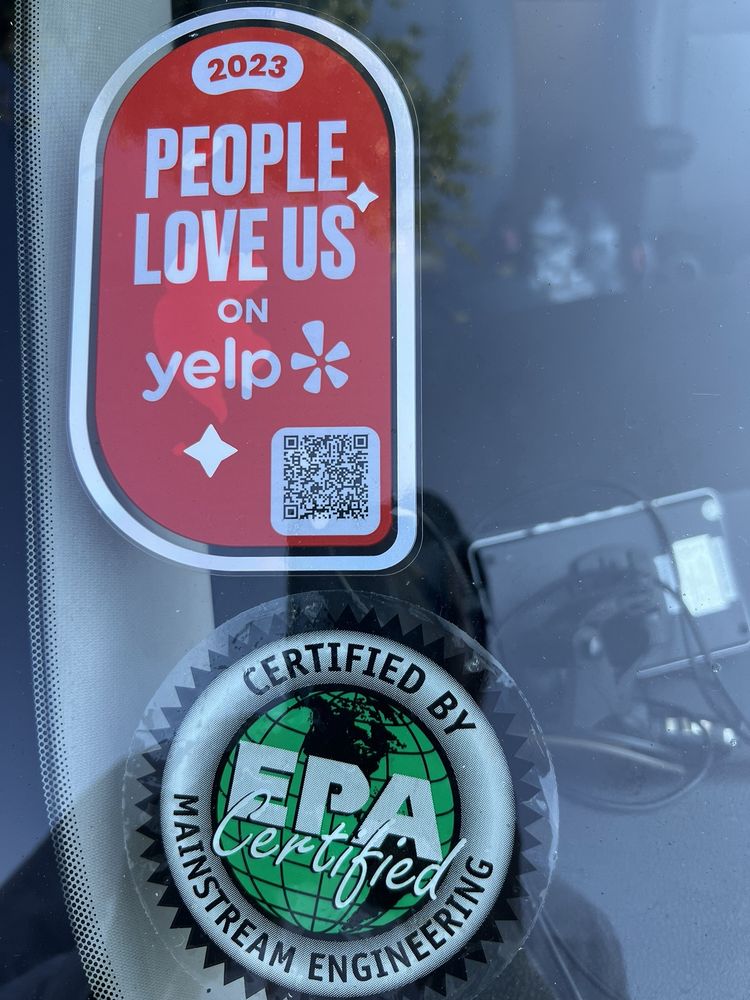 2023
PEOPLE
LOVE US
ON
yelp
CERTIFIED BY
EPA
Certified
MAINSTREAM ENGINEERING